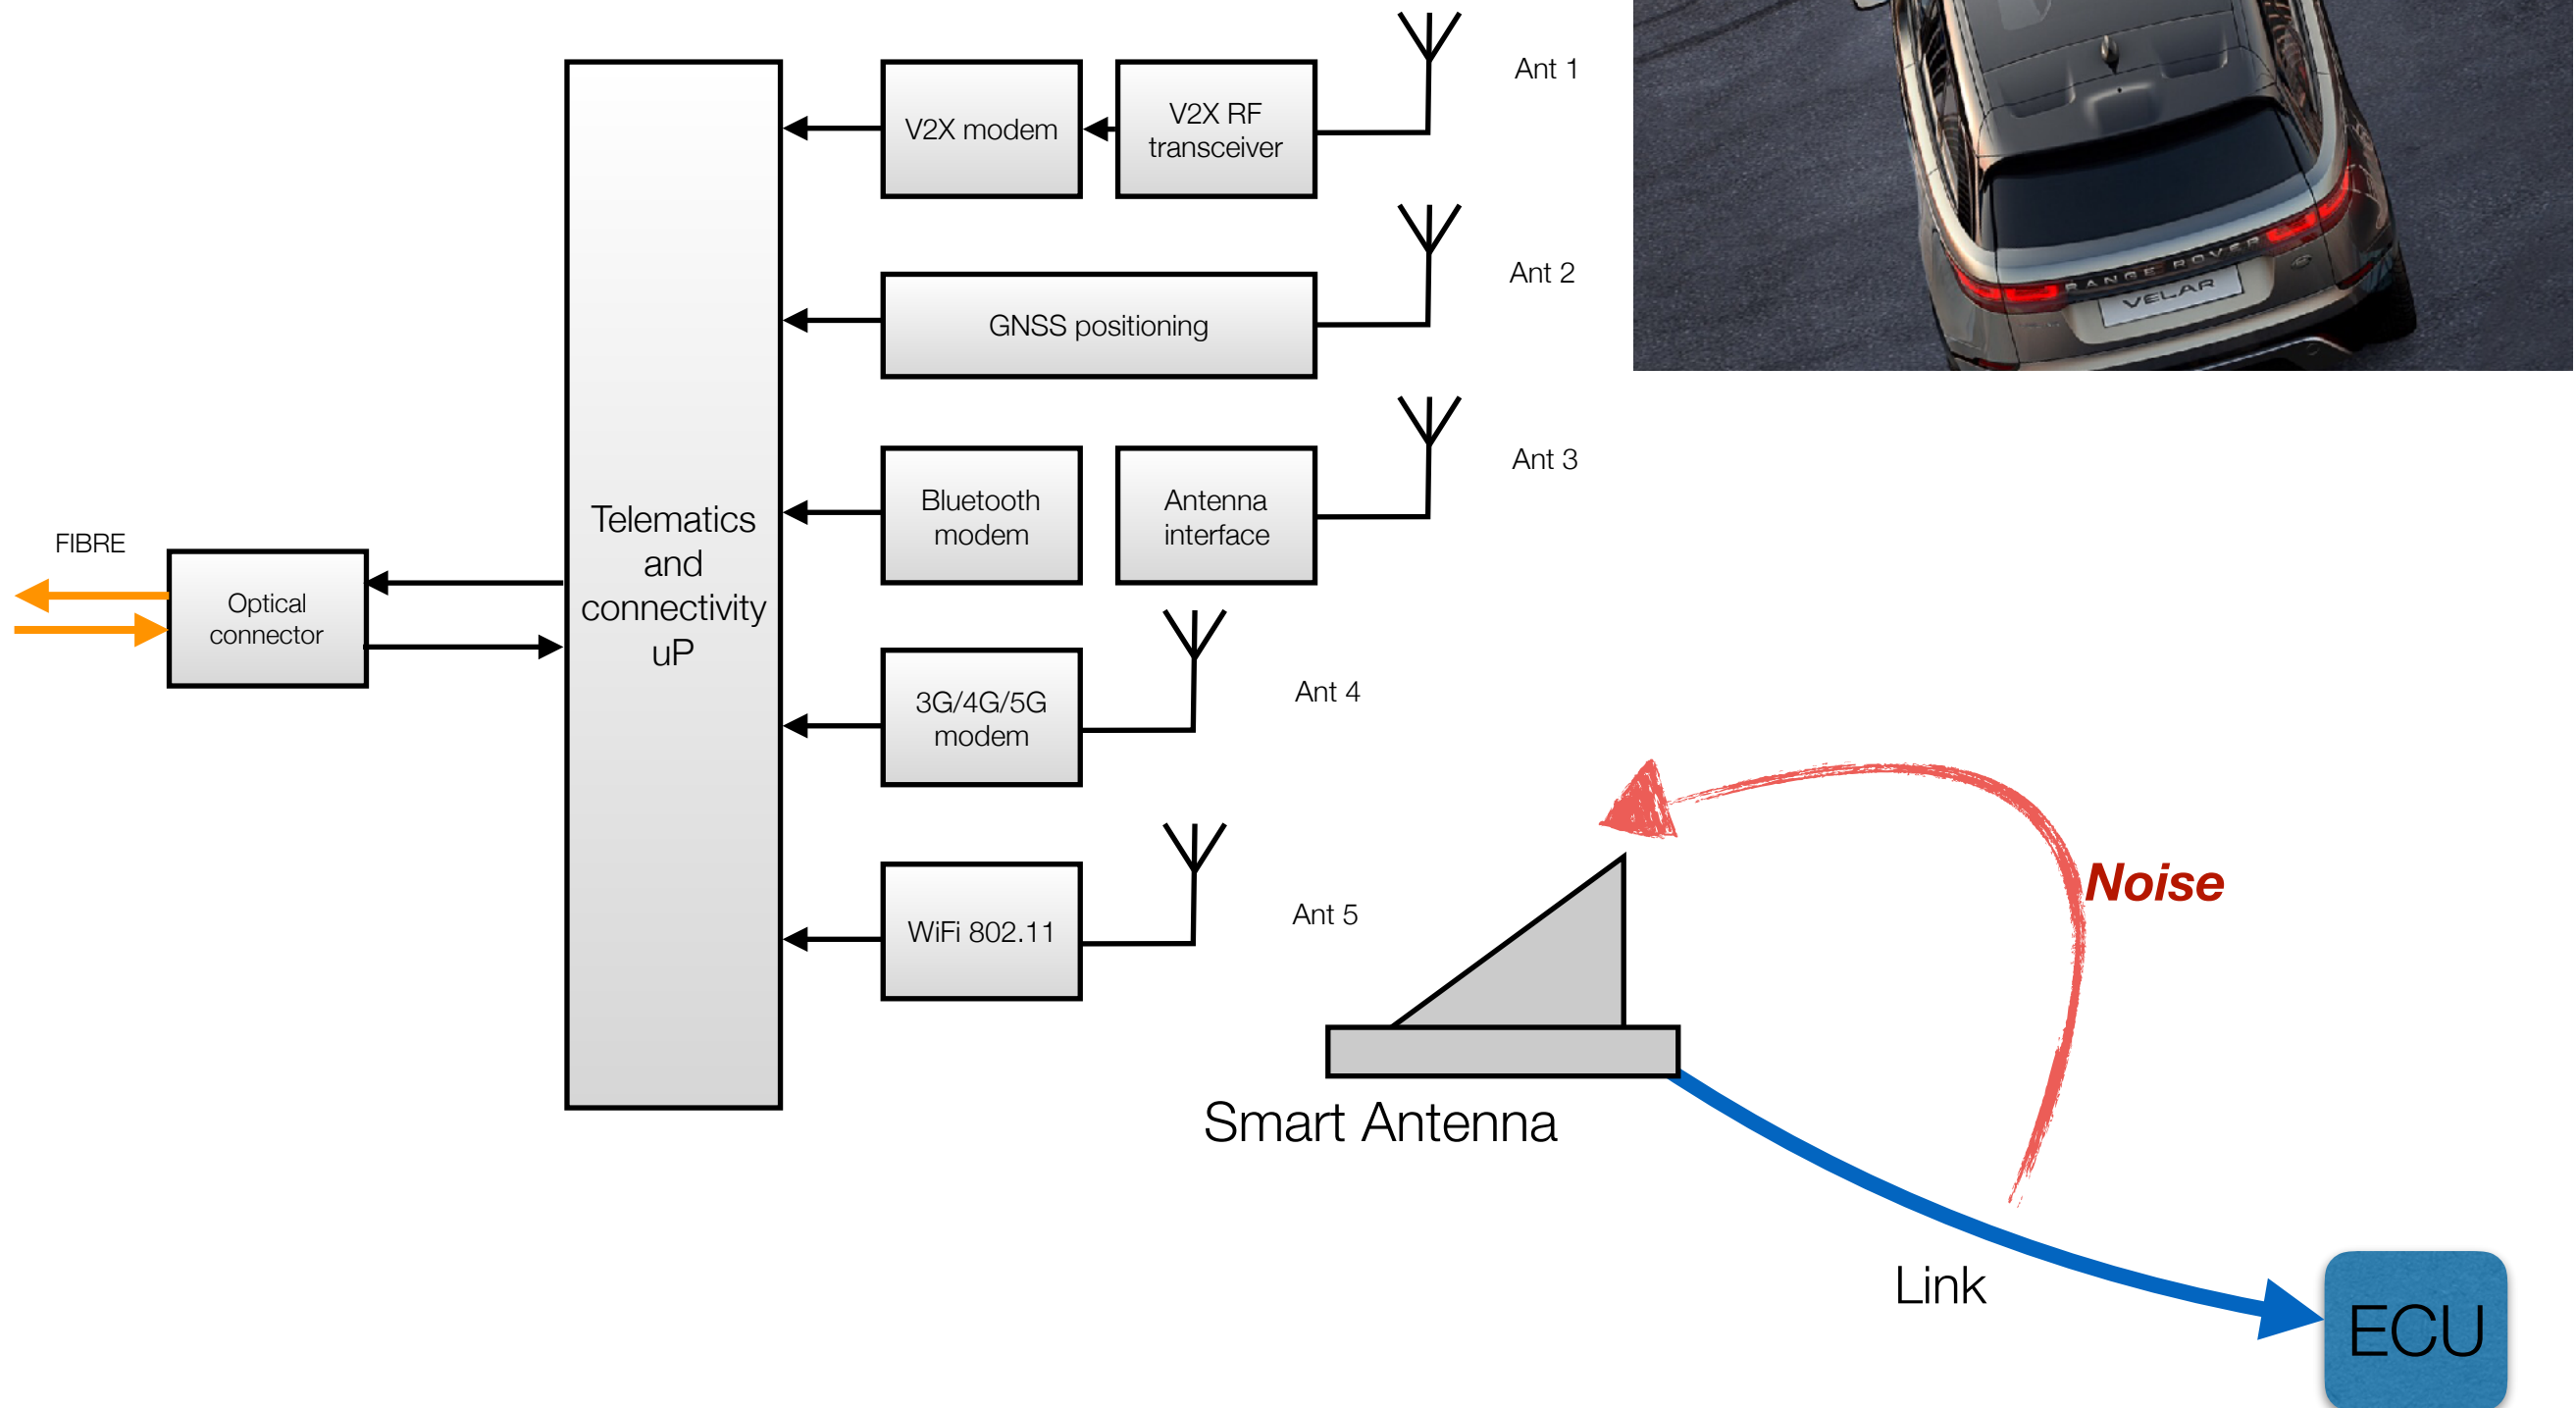 Ant 1
V2X modem
V2X RF
transceiver
Ant 2
GNSS positioning
RANGE ROVER
VELAR
Ant 3
Bluetooth
modem
Antenna
interface
Telematics
and
connectivity
uP
FIBRE
Optical
connector
3G/4G/5G
modem
Ant 4
WiFi 802.11
Ant 5
Noise
Smart Antenna
Link
ECU